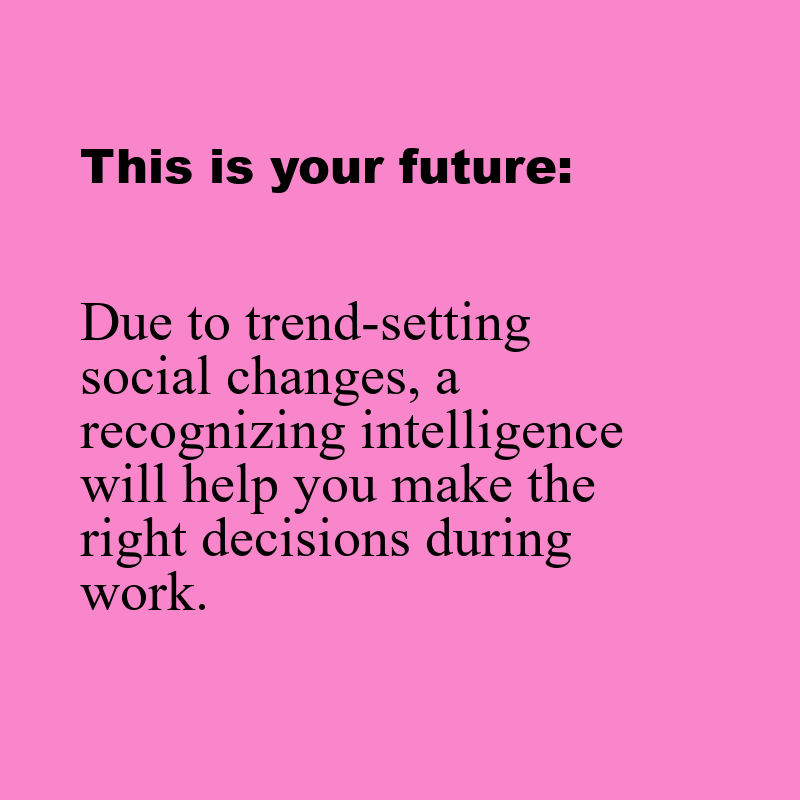 This is your future:
Due to trend-setting
social changes, a
recognizing intelligence
will help you make the
right decisions during
work.